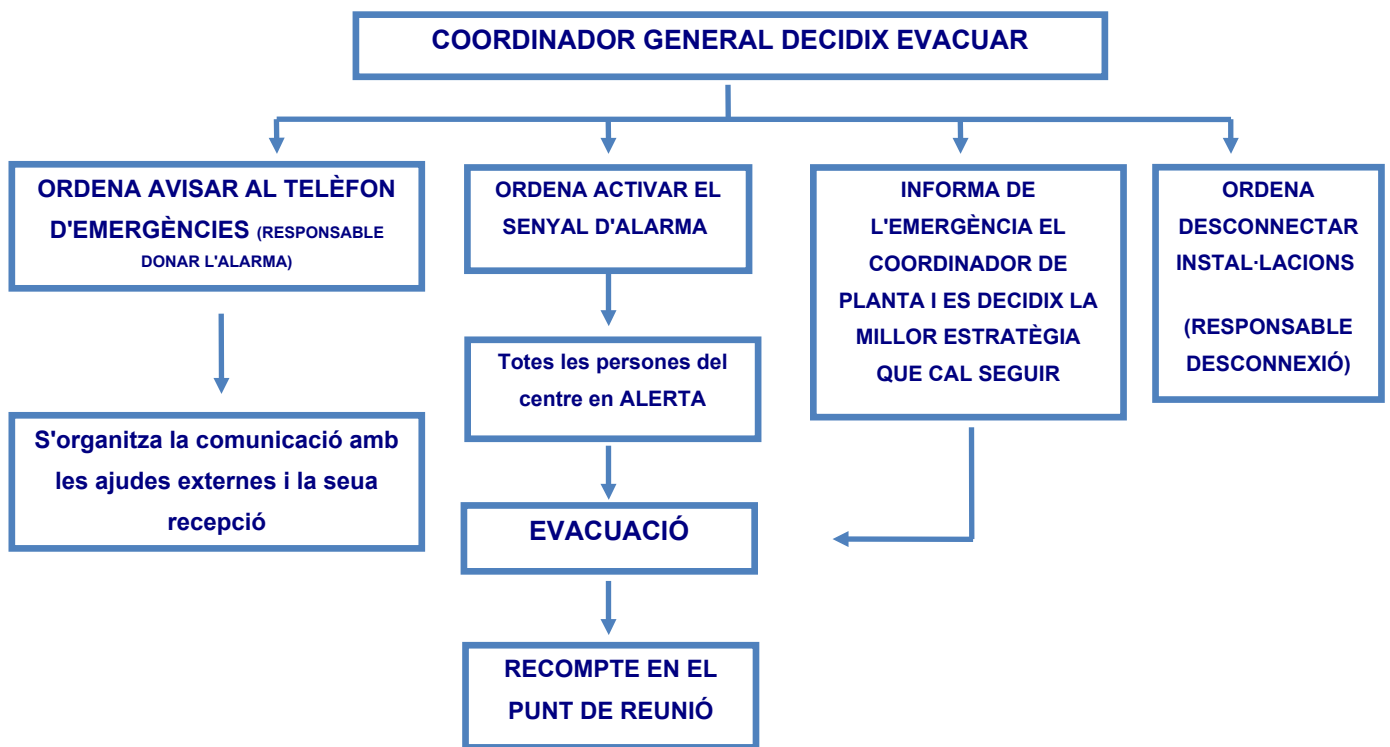 COORDINADOR GENERAL DECIDIX EVACUAR
ORDENA AVISAR AL TELÈFON
D'EMERGÈNCIES (RESPONSABLE
DONAR L'ALARMA)
ORDENA ACTIVAR EL
SENYAL D'ALARMA
INFORMA DE
L'EMERGÈNCIA EL
COORDINADOR DE
PLANTA I ES DECIDIX LA
MILLOR ESTRATÈGIA
QUE CAL SEGUIR
ORDENA
DESCONNECTAR
INSTAL·LACIONS
(RESPONSABLE
DESCONNEXIÓ)
Totes les persones del
centre en ALERTA
S'organitza la comunicació amb
les ajudes externes i la seua
recepció
EVACUACIÓ
RECOMPTE EN EL
PUNT DE REUNIÓ